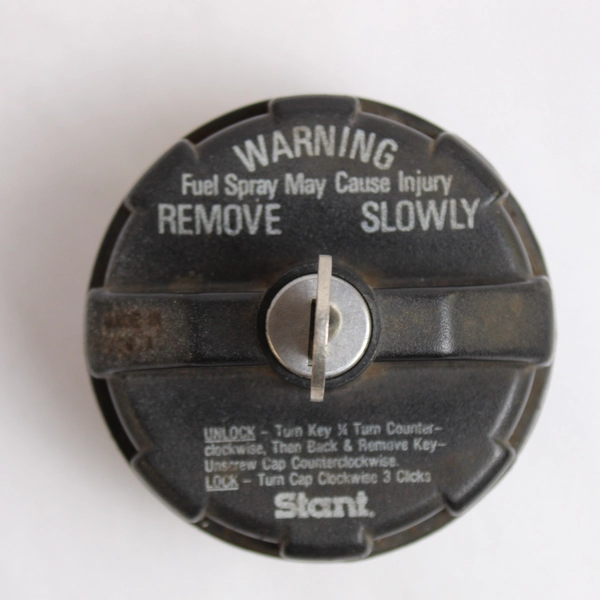 WARNING
Fuel Spray May Cause Injury
REMOVE SLOWLY
UNLOCK - Turn Key ¼ Turn Counter-
clockwise, Then Back & Remove Key-
Unscrew Cap Counterclockwise.
LOCK - Turn Cap Clockwise 3 Clicks
Stant.